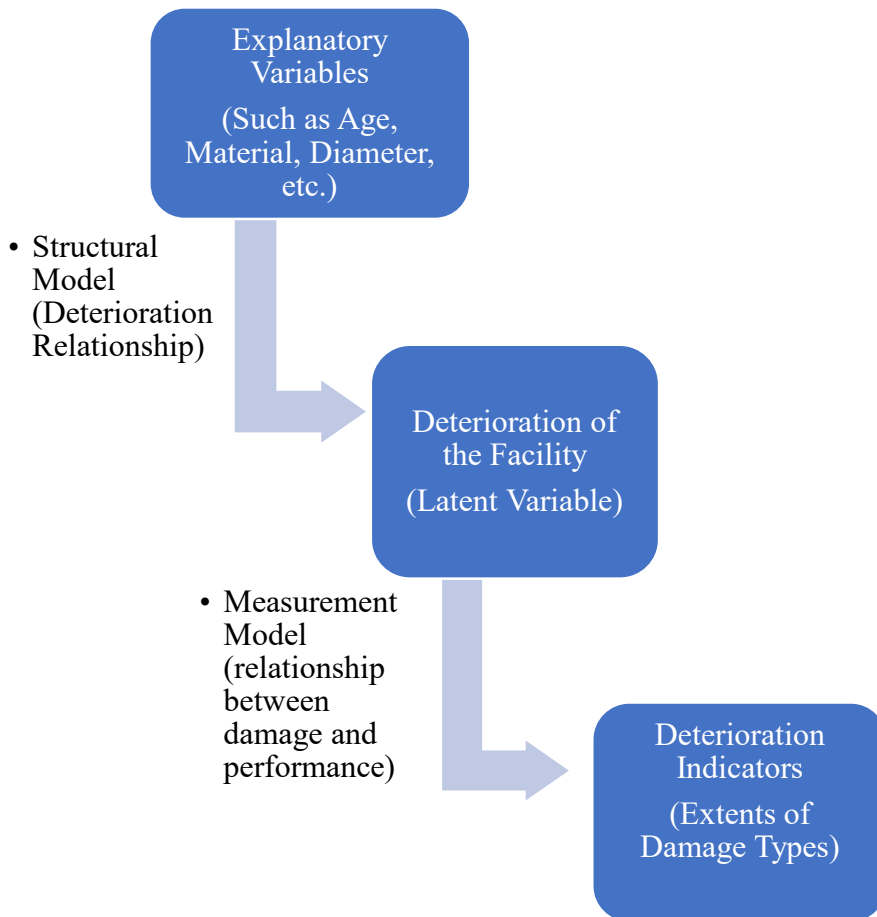 Explanatory
Variables
(Such as Age,
Material, Diameter,
etc.)
• Structural
Model
(Deterioration
Relationship)
Deterioration of
the Facility
(Latent Variable)
• Measurement
Model
(relationship
between
damage and
performance)
Deterioration
Indicators
(Extents of
Damage Types)